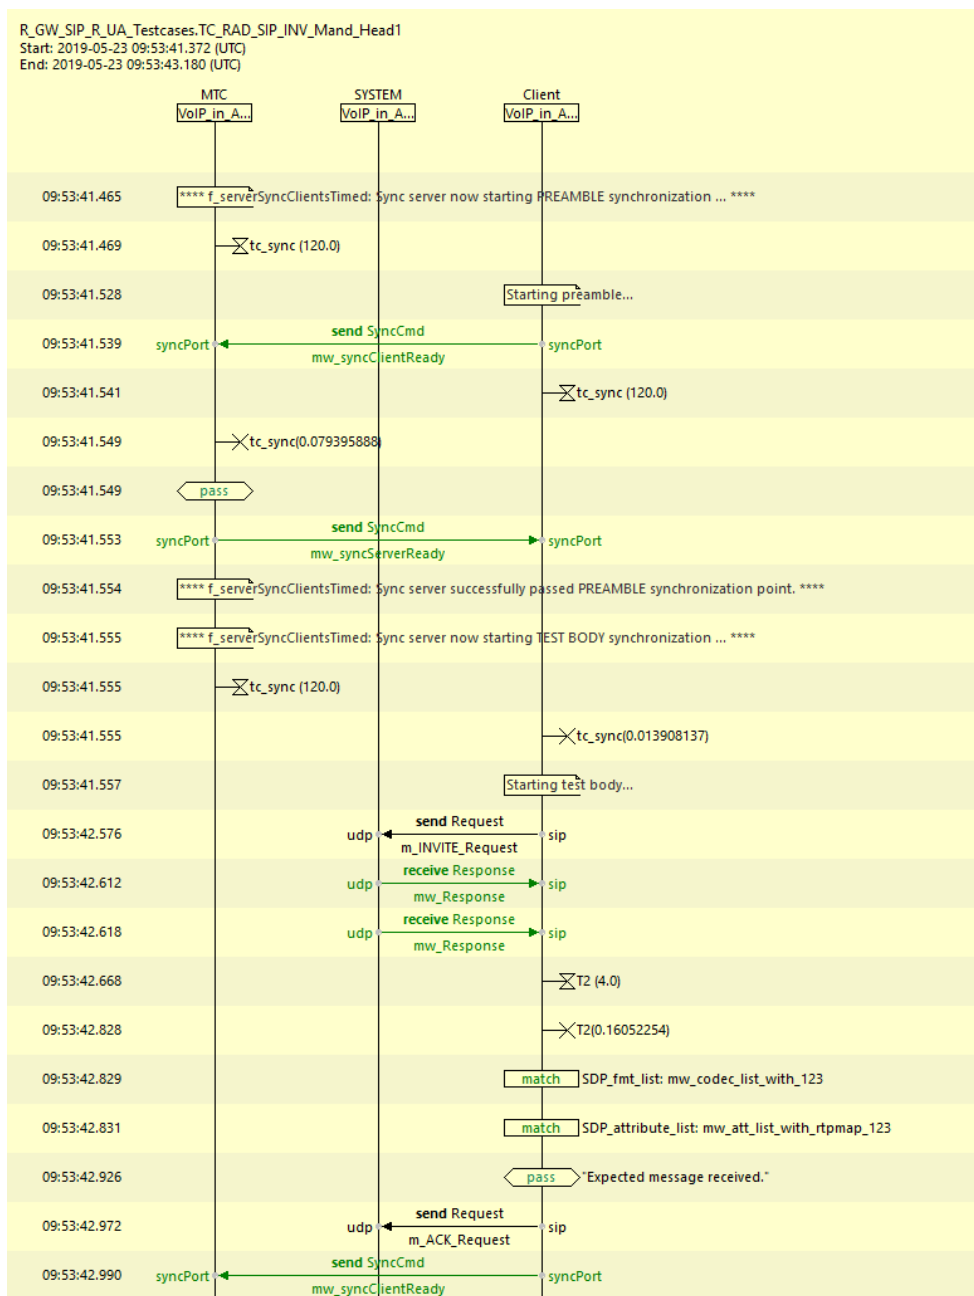 R_GW_SIP_R_UA_Testcases.TC_RAD_SIP_INV_Mand_Head1
Start: 2019-05-23 09:53:41.372 (UTC)
End: 2019-05-23 09:53:43.180 (UTC)
MTC SYSTEM Client
VoIP_in_A... VoIP_in_A... VoIP_in_A...
09:53:41.465 **** f_serverSyncClientsTimed: Sync server now starting PREAMBLE synchronization ... ****
09:53:41.469 tc_sync (120.0)
09:53:41.528 Starting preamble...
send SyncCmd
09:53:41.539 syncPort syncPort
mw_syncClientReady
09:53:41.541 tc_sync (120.0)
09:53:41.549 tc_sync(0.079395888)
09:53:41.549 pass
send SyncCmd
09:53:41.553 syncPort syncPort
mw_syncServerReady
09:53:41.554 **** f_serverSyncClientsTimed: Sync server successfully passed PREAMBLE synchronization point. ****
09:53:41.555 **** f_serverSyncClientsTimed: Sync server now starting TEST BODY synchronization ... ****
09:53:41.555 tc_sync (120.0)
09:53:41.555 tc_sync(0.013908137)
09:53:41.557 Starting test body...
send Request
09:53:42.576 udp sip
m_INVITE_Request
receive Response
09:53:42.612 udp sip
mw_Response
receive Response
09:53:42.618 udp sip
mw_Response
09:53:42.668 T2 (4.0)
09:53:42.828 T2(0.16052254)
09:53:42.829 match SDP_fmt_list: mw_codec_list_with_123
09:53:42.831 match SDP_attribute_list: mw_att_list_with_rtpmap_123
09:53:42.926 pass "Expected message received."
send Request
09:53:42.972 udp sip
m_ACK_Request
send SyncCmd
09:53:42.990 syncPort syncPort
mw_syncClientReady